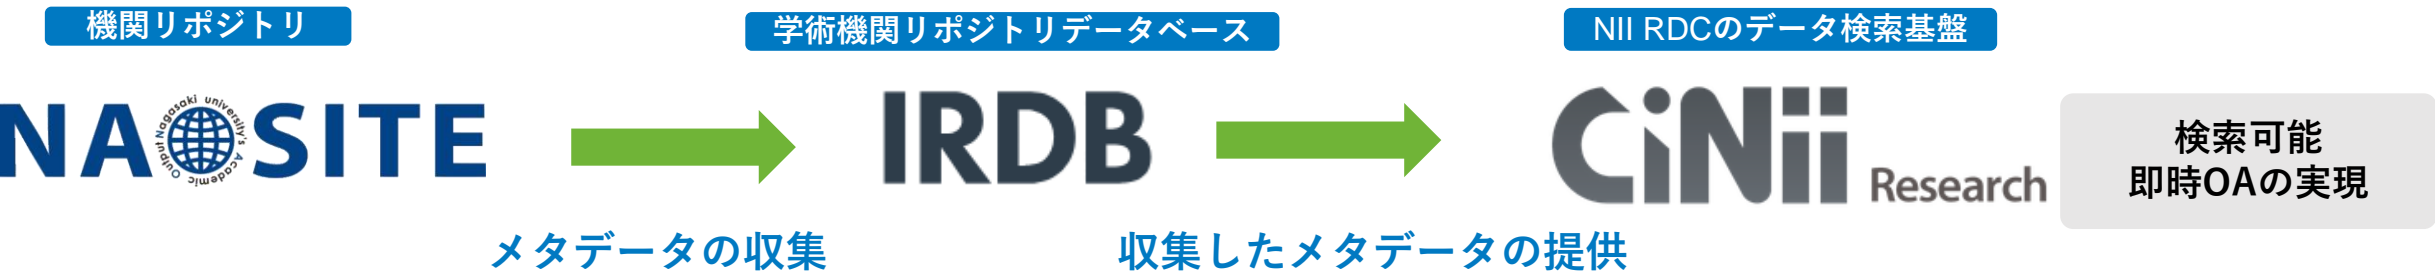 機関リポジトリ
学術機関リポジトリデータベース
NII RDCのデータ検索基盤
NAOSITE
Nagasaki University's Academic Output
IRDB
CiNii Research
検索可能
即時OAの実現
メタデータの収集
収集したメタデータの提供